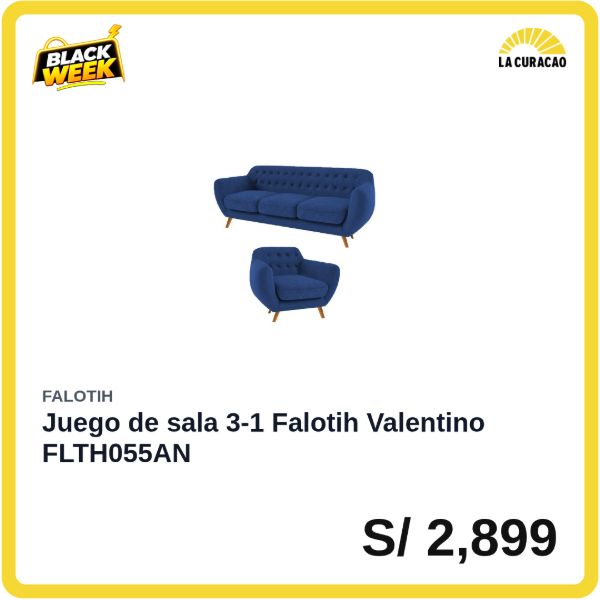 BLACK
WEEK
LA CURACAO
FALOTIH
Juego de sala 3-1 Falotih Valentino
FLTH055AN
S/ 2,899